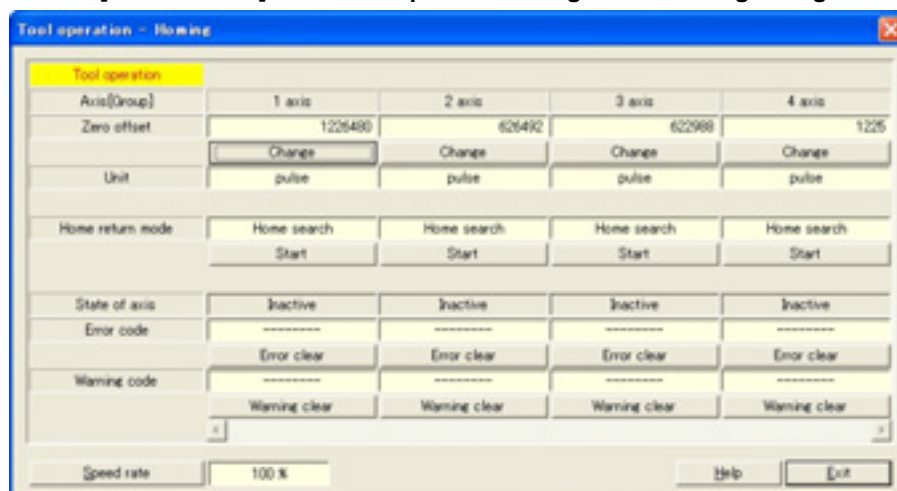 Tool operation - Homing
Tool operation
Axis[Group] 1 axis 2 axis 3 axis 4 axis
Zero offset 1226480 626492 622988 1225
Change Change Change Change
Unit pulse pulse pulse pulse
Home return mode Home search Home search Home search Home search
Start Start Start Start
State of axis Inactive Inactive Inactive Inactive
Error code -------- -------- -------- --------
Error clear Error clear Error clear Error clear
Warning code -------- -------- -------- --------
Warning clear Warning clear Warning clear Warning clear
Speed rate 100 % Help Exit